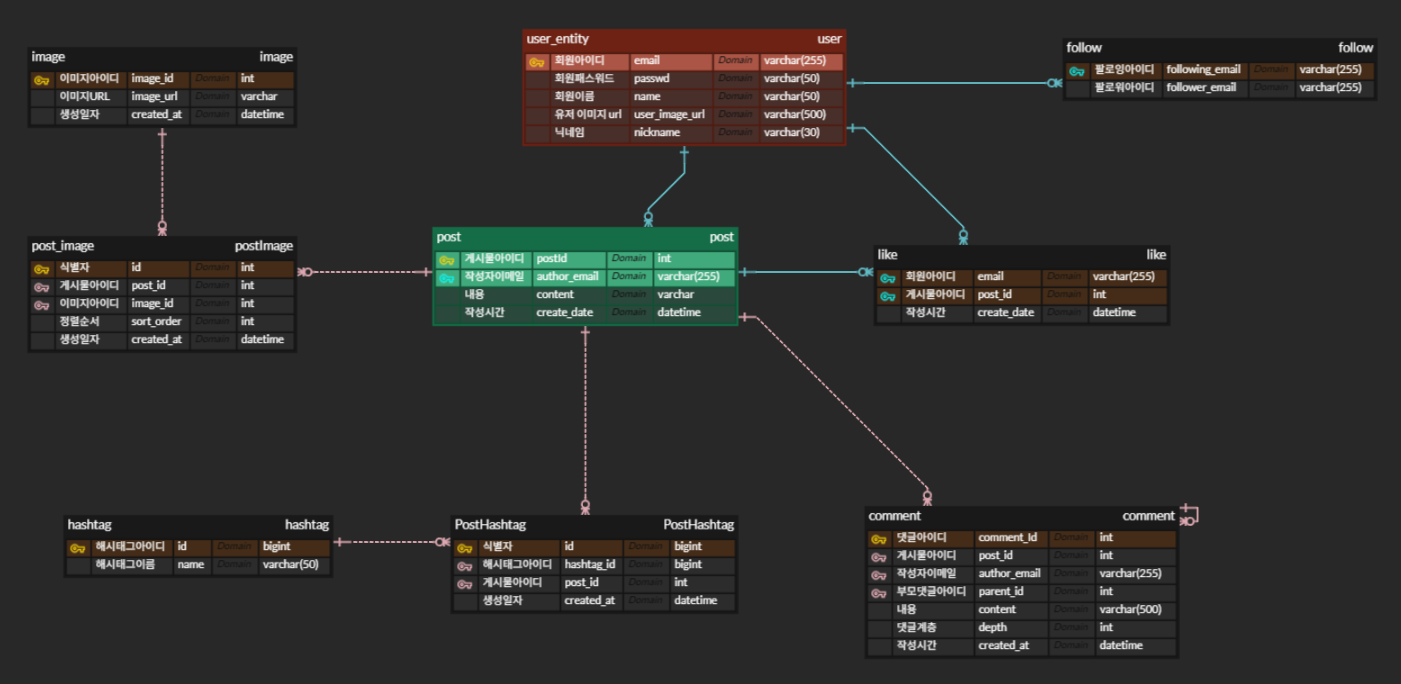 image image
이미지아이디 image_id Domain int
이미지URL image_url Domain varchar
생성일자 created_at Domain datetime
user_entity user
회원아이디 email Domain varchar(255)
회원패스워드 passwd Domain varchar(50)
회원이름 name Domain varchar(50)
유저 이미지 url user_image_url Domain varchar(500)
닉네임 nickname Domain varchar(30)
follow follow
팔로잉아이디 following_email Domain varchar(255)
팔로워아이디 follower_email Domain varchar(255)
post_image postImage
식별자 id Domain int
게시물아이디 post_id Domain int
이미지아이디 image_id Domain int
정렬순서 sort_order Domain int
생성일자 created_at Domain datetime
post post
게시물아이디 postId Domain int
작성자이메일 author_email Domain varchar(255)
내용 content Domain varchar
작성시간 create_date Domain datetime
like like
회원아이디 email Domain varchar(255)
게시물아이디 post_id Domain int
작성시간 create_date Domain datetime
hashtag hashtag
해시태그아이디 id Domain bigint
해시태그이름 name Domain varchar(50)
PostHashtag PostHashtag
식별자 id Domain bigint
해시태그아이디 hashtag_id Domain bigint
게시물아이디 post_id Domain int
생성일자 created_at Domain datetime
comment comment
댓글아이디 comment_Id Domain int
게시물아이디 post_id Domain int
작성자이메일 author_email Domain varchar(255)
부모댓글아이디 parent_id Domain int
내용 content Domain varchar(500)
댓글계층 depth Domain int
작성시간 created_at Domain datetime